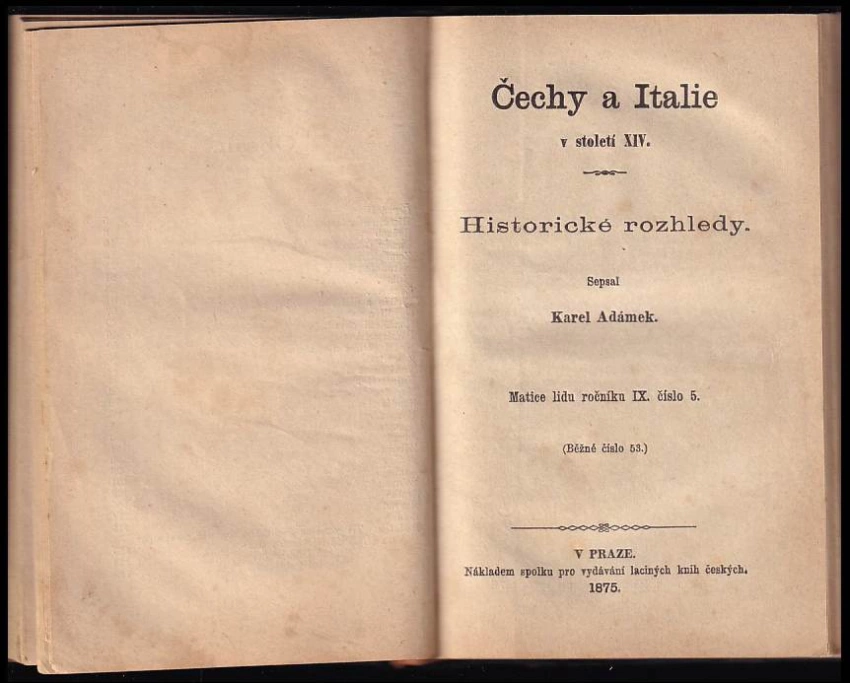 Čechy a Italie
v století XIV.
Historické rozhledy.
Sepsal
Karel Adámek.
Matice lidu ročníku IX. číslo 5.
(Běžné číslo 53.)
V PRAZE.
Nákladem spolku pro vydávání laciných knih českých.
1875.